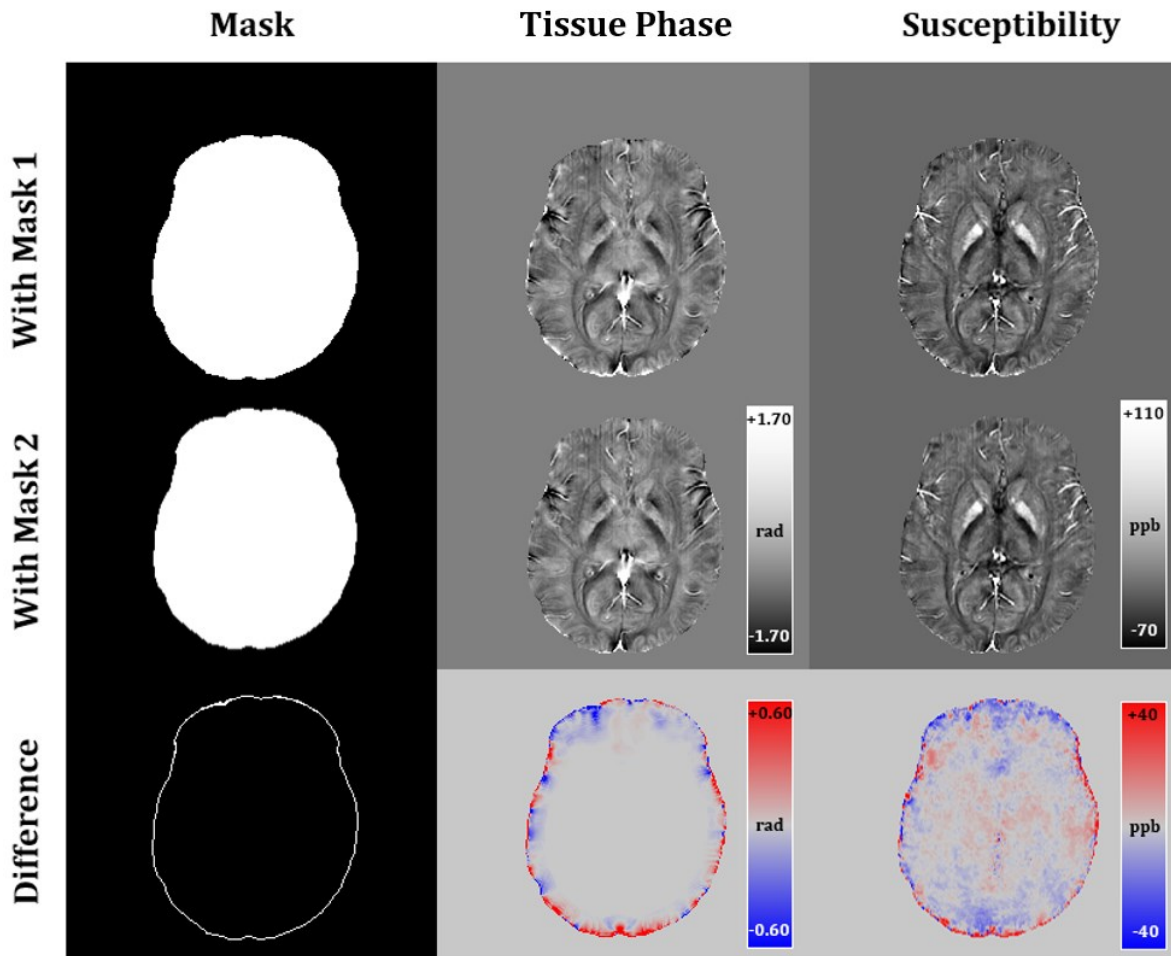 Mask
Tissue Phase
Susceptibility
With Mask 1
With Mask 2
+1.70
rad
-1.70
+110
ppb
-70
Difference
+0.60
rad
-0.60
+40
ppb
-40